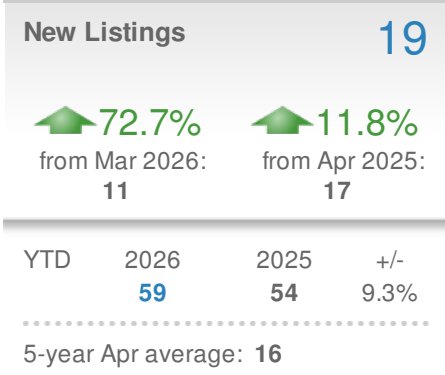 New Listings 19
72.7% 11.8%
from Mar 2026: from Apr 2025:
11 17
YTD 2026 2025 +/-
59 54 9.3%
5-year Apr average: 16